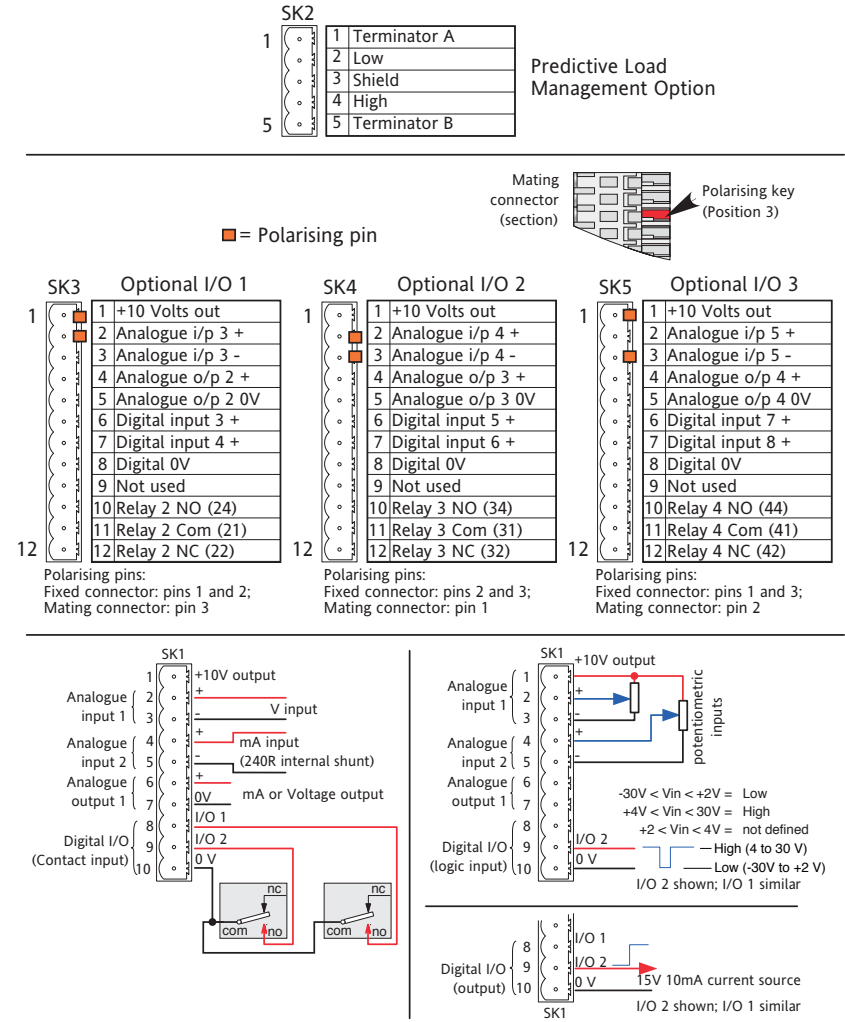 SK2
1
5
1 Terminator A
2 Low
3 Shield
4 High
5 Terminator B
Predictive Load
Management Option
Mating
connector
(section)
Polarising key
(Position 3)
= Polarising pin
SK3 Optional I/O 1
1
12
1 +10 Volts out
2 Analogue i/p 3 +
3 Analogue i/p 3 -
4 Analogue o/p 2 +
5 Analogue o/p 2 0V
6 Digital input 3 +
7 Digital input 4 +
8 Digital 0V
9 Not used
10 Relay 2 NO (24)
11 Relay 2 Com (21)
12 Relay 2 NC (22)
Polarising pins:
Fixed connector: pins 1 and 2;
Mating connector: pin 3
SK4 Optional I/O 2
1
12
1 +10 Volts out
2 Analogue i/p 4 +
3 Analogue i/p 4 -
4 Analogue o/p 3 +
5 Analogue o/p 3 0V
6 Digital input 5 +
7 Digital input 6 +
8 Digital 0V
9 Not used
10 Relay 3 NO (34)
11 Relay 3 Com (31)
12 Relay 3 NC (32)
Polarising pins:
Fixed connector: pins 2 and 3;
Mating connector: pin 1
SK5 Optional I/O 3
1
12
1 +10 Volts out
2 Analogue i/p 5 +
3 Analogue i/p 5 -
4 Analogue o/p 4 +
5 Analogue o/p 4 0V
6 Digital input 7 +
7 Digital input 8 +
8 Digital 0V
9 Not used
10 Relay 4 NO (44)
11 Relay 4 Com (41)
12 Relay 4 NC (42)
Polarising pins:
Fixed connector: pins 1 and 3;
Mating connector: pin 2
SK1
1 +10V output
Analogue
input 1
2 +
3 -
V input
Analogue
input 2
4 +
5 -
mA input
(240R internal shunt)
Analogue
output 1
6 +
7 0V
mA or Voltage output
Digital I/O
(Contact input)
8 I/O 1
9 I/O 2
10 0 V
nc
com no
nc
com no
SK1
+10V output
Analogue
input 1
1
2 +
3 -
potentiometric
inputs
Analogue
input 2
4 +
5 -
Analogue
output 1
6
7
-30V < Vin < +2V = Low
+4V < Vin < 30V = High
+2 < Vin < 4V = not defined
Digital I/O
(logic input)
8
9 I/O 2
10 0 V
High (4 to 30 V)
Low (-30V to +2 V)
I/O 2 shown; I/O 1 similar
Digital I/O
(output)
8 I/O 1
9 I/O 2
10 0 V
15V 10mA current source
I/O 2 shown; I/O 1 similar
SK1